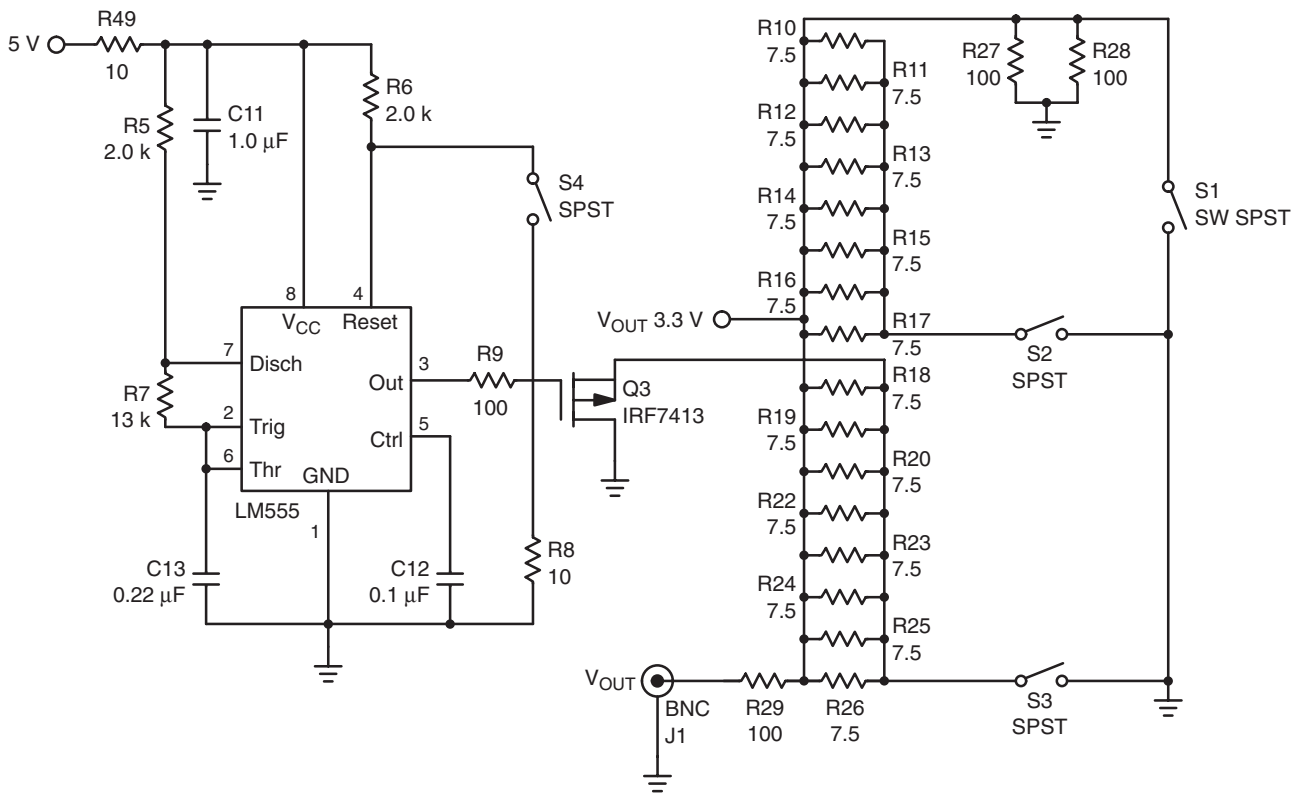 5 V
R49
10
R5
2.0 k
C11
1.0 μF
R6
2.0 k
S4
SPST
8
4
V_CC
Reset
7
Disch
R7
13 k
2
Trig
6
Thr
3
Out
5
Ctrl
GND
LM555
1
R9
100
Q3
IRF7413
C13
0.22 μF
C12
0.1 μF
R8
10
R10
7.5
R11
7.5
R12
7.5
R13
7.5
R14
7.5
R15
7.5
R16
7.5
V_OUT 3.3 V
R17
7.5
R18
7.5
R19
7.5
R20
7.5
R22
7.5
R23
7.5
R24
7.5
R25
7.5
R26
7.5
R27
100
R28
100
S1
SW SPST
S2
SPST
S3
SPST
V_OUT
BNC
J1
R29
100